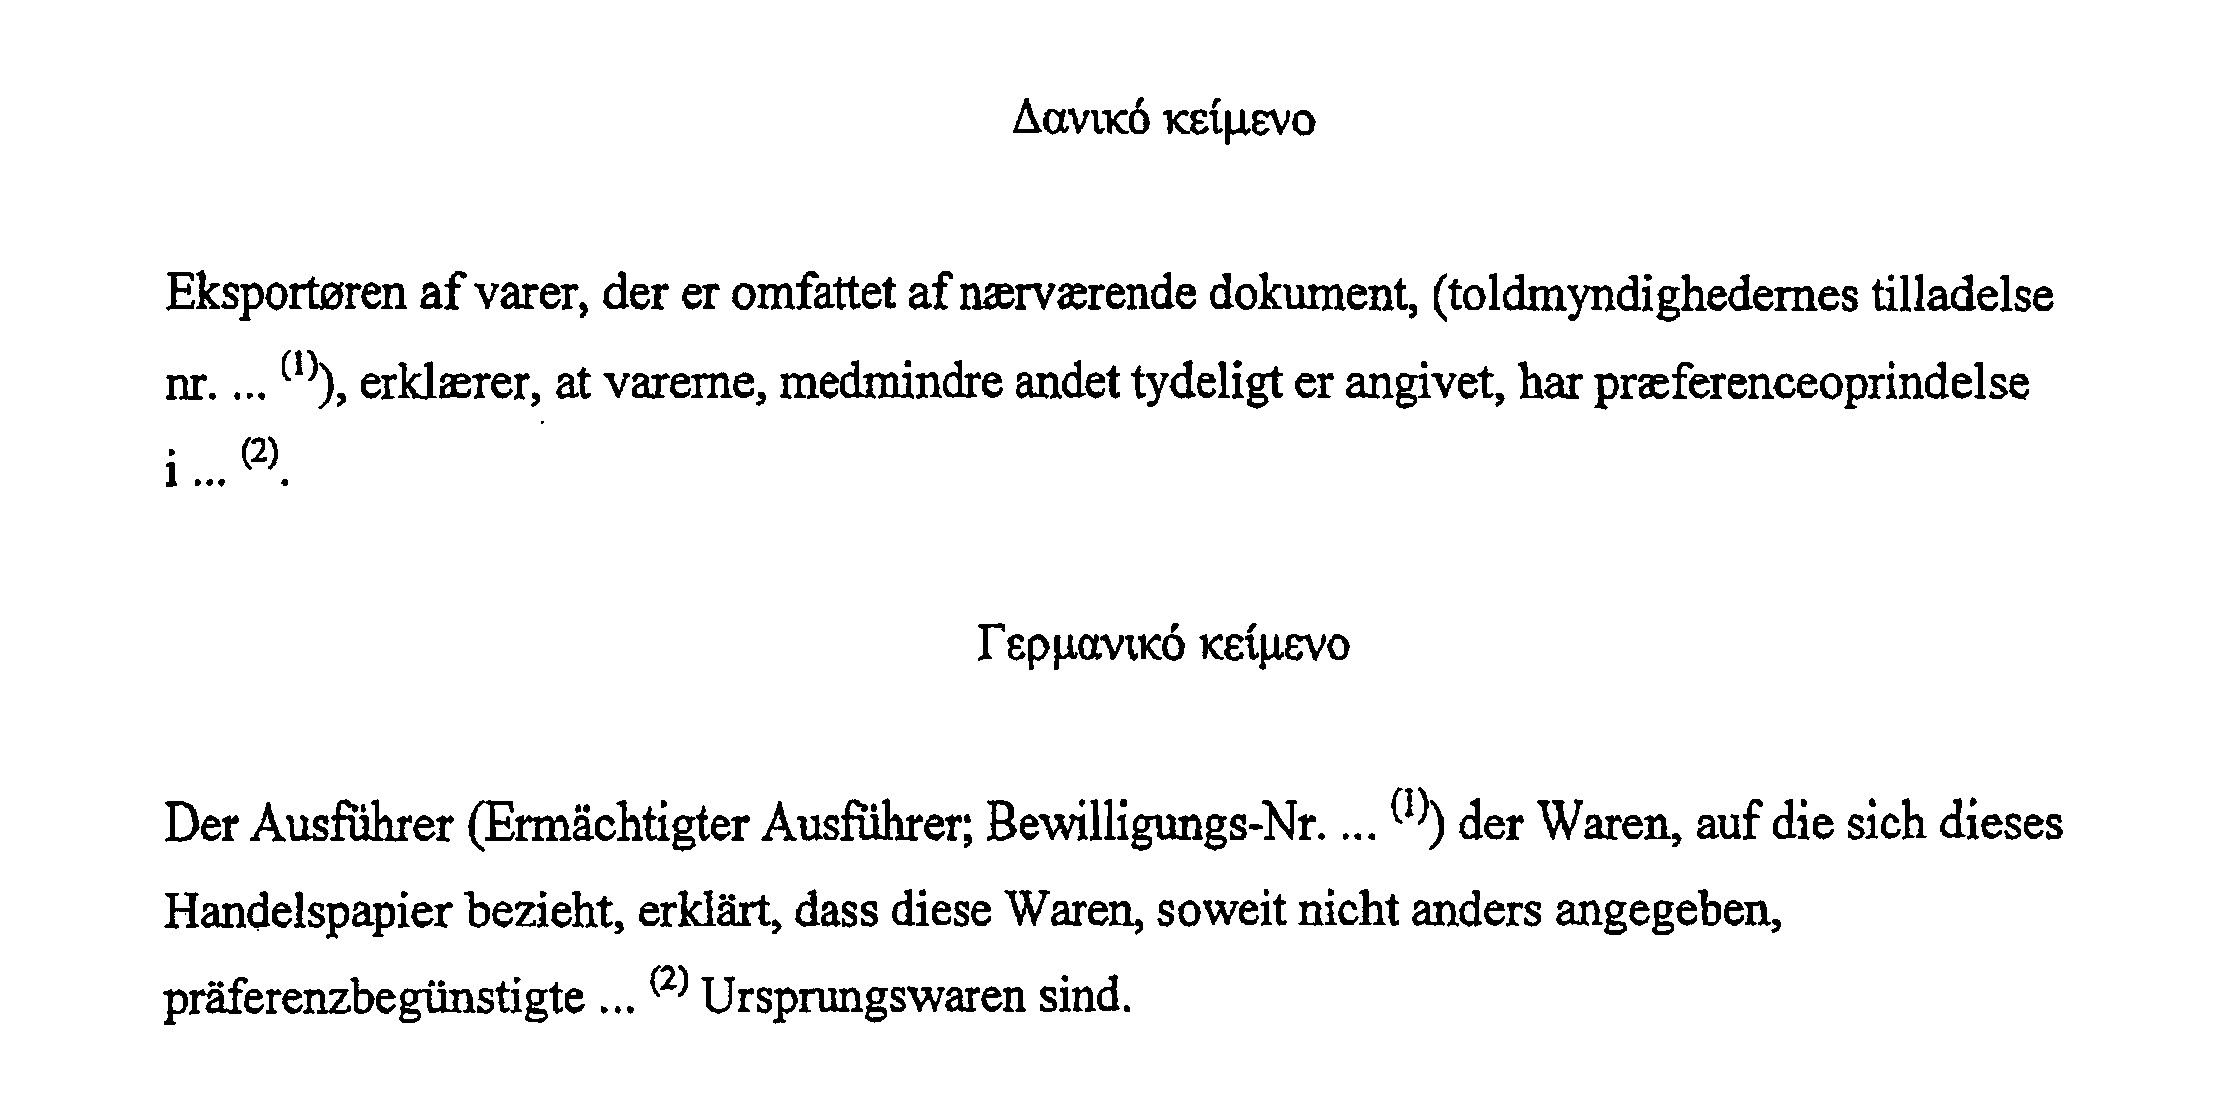 Δανικό κείμενο
Eksportøren af varer, der er omfattet af nærværende dokument, (toldmyndighedernes tilladelse
nr. ... (1)), erklærer, at varerne, medmindre andet tydeligt er angivet, har præferenceoprindelse
i ... (2).
Γερμανικό κείμενο
Der Ausführer (Ermächtigter Ausführer; Bewilligungs-Nr. ... (1)) der Waren, auf die sich dieses
Handelspapier bezieht, erklärt, dass diese Waren, soweit nicht anders angegeben,
präferenzbegünstigte ... (2) Ursprungswaren sind.